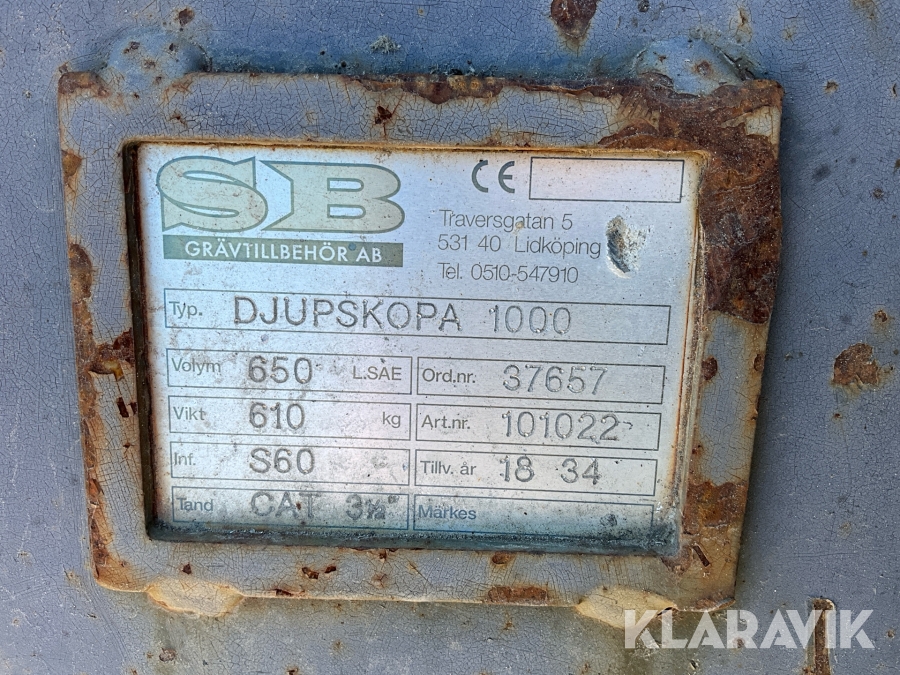 SB
GRÄVTILLBEHÖR AB
CE
Traversgatan 5
531 40 Lidköping
Tel. 0510-547910
Typ. DJUPSKOPA 1000
Volym 650 L.SAE Ord.nr. 37657
Vikt 610 kg Art.nr. 101022
Inf. S60 Tillv. år 18 34
Tand CAT 3½" Märkes
KLARAVIK